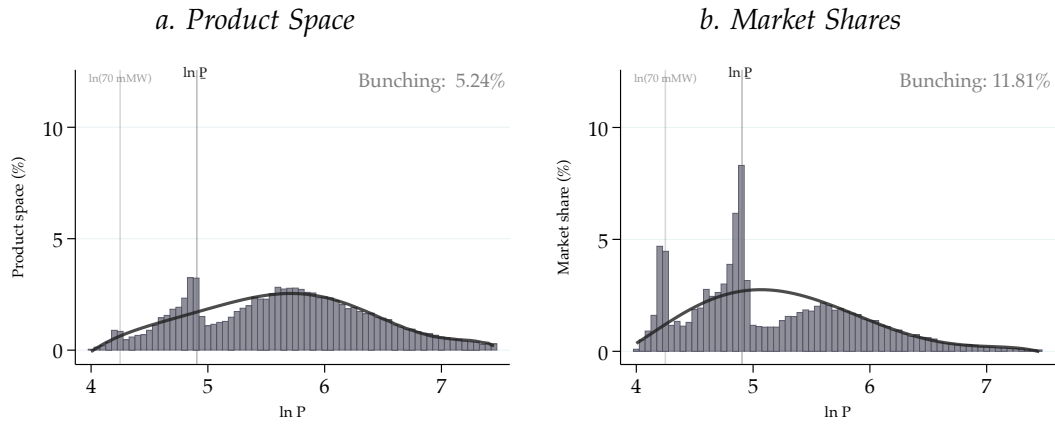 a. Product Space
ln(70 mMW)
ln P
Bunching: 5.24%
10
5
0
Product space (%)
4
5
6
7
ln P
b. Market Shares
ln(70 mMW)
ln P
Bunching: 11.81%
10
5
0
Market share (%)
4
5
6
7
ln P